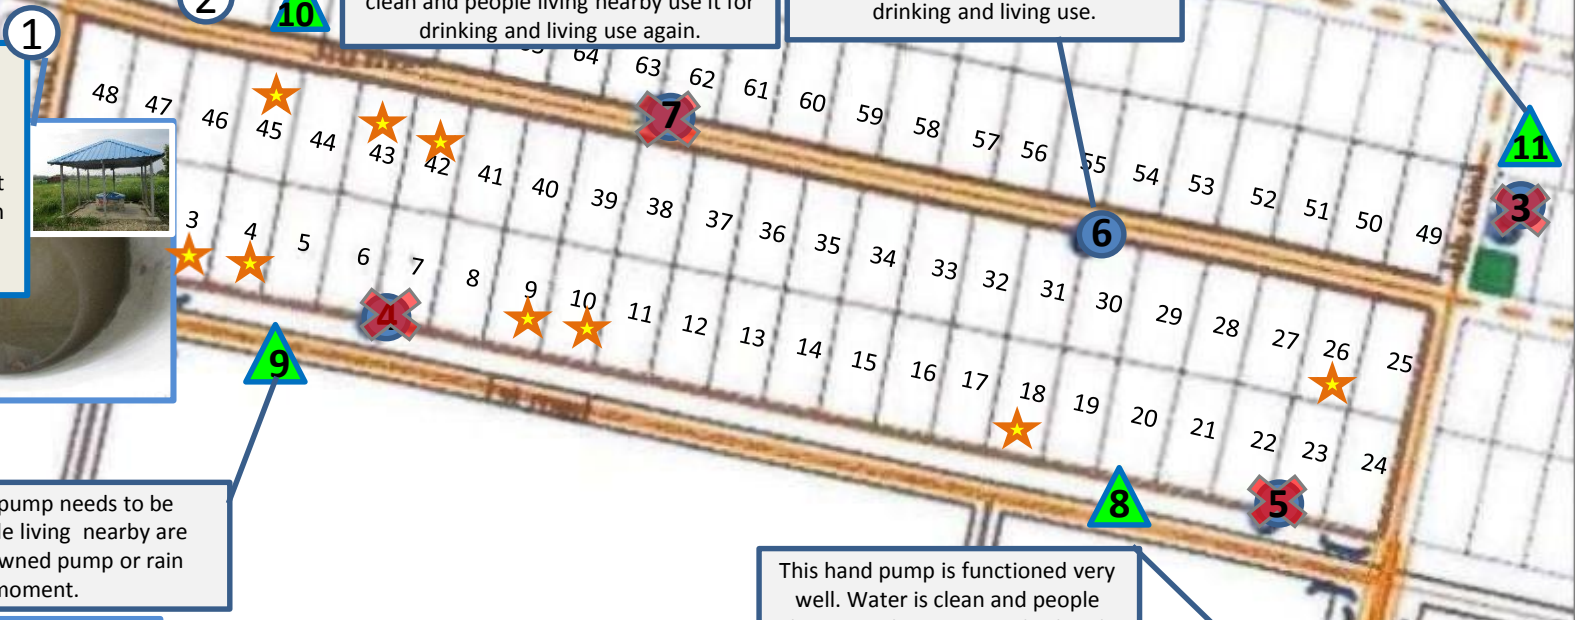 1
2
10
clean and people living nearby use it for
drinking and living use again.
drinking and living use.
64 63 62 61 60 59 58 57 56 55 54 53 52 51 50 49
48 47 46 45 44 43 42 41 40 39 38 37 36 35 34 33 32 31 30 29 28 27 26 25
3 4 5 6 7 8 9 10 11 12 13 14 15 16 17 18 19 20 21 22 23 24
7
6
11
3
4
9
8
5
pump needs to be
living nearby are
pump or rain
moment.
This hand pump is functioned very
well. Water is clean and people